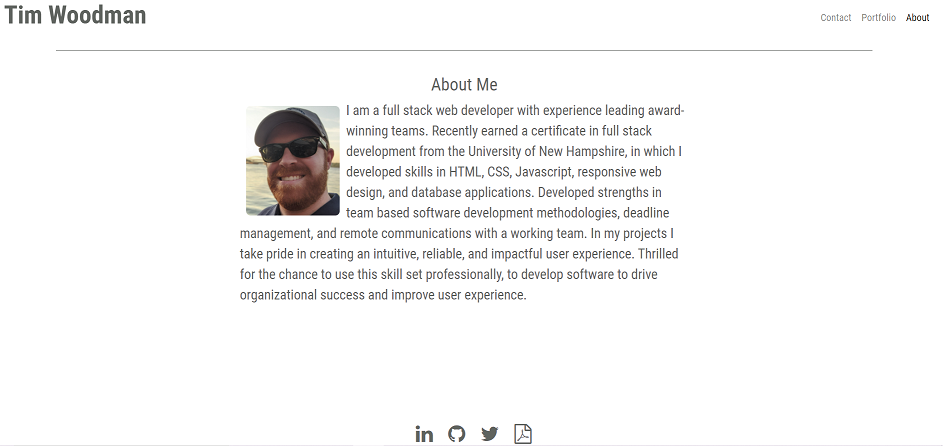 Tim Woodman
Contact Portfolio About
About Me
I am a full stack web developer with experience leading award-
winning teams. Recently earned a certificate in full stack
development from the University of New Hampshire, in which I
developed skills in HTML, CSS, Javascript, responsive web
design, and database applications. Developed strengths in
team based software development methodologies, deadline
management, and remote communications with a working team. In my projects I
take pride in creating an intuitive, reliable, and impactful user experience. Thrilled
for the chance to use this skill set professionally, to develop software to drive
organizational success and improve user experience.
in